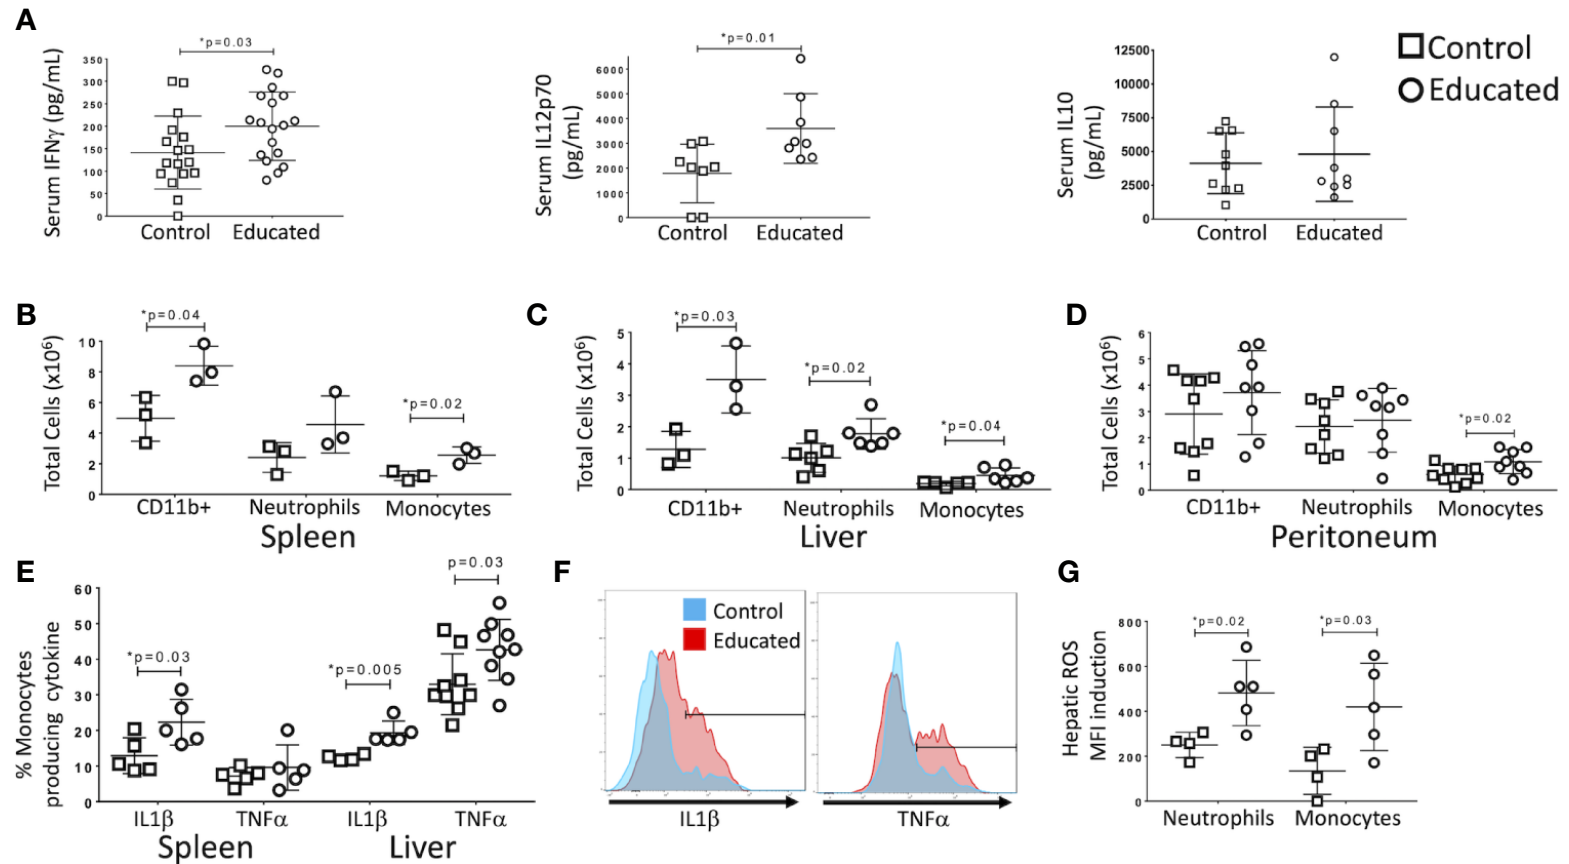 A
*p=0.03
Serum IFNγ (pg/mL)
350
300
250
200
150
100
50
0
Control Educated
*p=0.01
Serum IL12p70
(pg/mL)
6000
5000
4000
3000
2000
1000
0
Control Educated
Serum IL10
(pg/mL)
12500
10000
7500
5000
2500
0
Control Educated
Control
Educated
B
*p=0.04
*p=0.02
Total Cells (x10⁶)
10
8
6
4
2
0
CD11b+ Neutrophils Monocytes
Spleen
C
*p=0.03
*p=0.02
*p=0.04
Total Cells (x10⁶)
5
4
3
2
1
0
CD11b+ Neutrophils Monocytes
Liver
D
*p=0.02
Total Cells (x10⁶)
6
5
4
3
2
1
0
CD11b+ Neutrophils Monocytes
Peritoneum
E
*p=0.03
*p=0.005
p=0.03
% Monocytes
producing cytokine
60
50
40
30
20
10
0
IL1β TNFα IL1β TNFα
Spleen Liver
F
Control
Educated
IL1β TNFα
G
*p=0.02
*p=0.03
Hepatic ROS
MFI induction
800
600
400
200
0
Neutrophils Monocytes